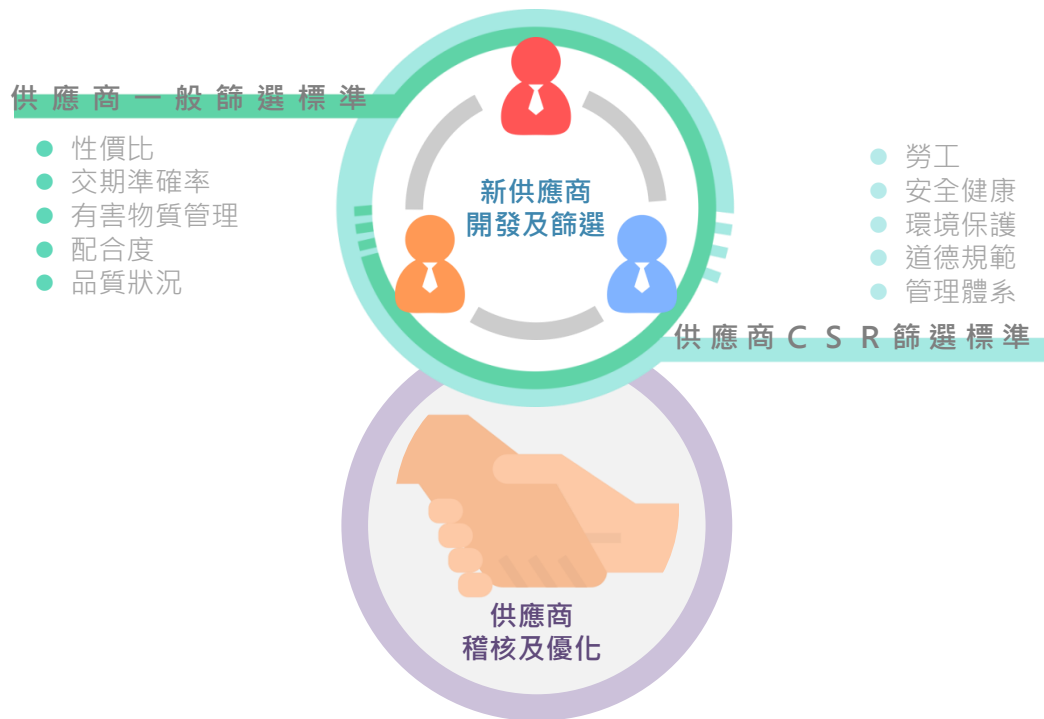 供應商一般篩選標準
性價比
交期準確率
有害物質管理
配合度
品質狀況
新供應商
開發及篩選
勞工
安全健康
環境保護
道德規範
管理體系
供應商CSR篩選標準
供應商
稽核及優化